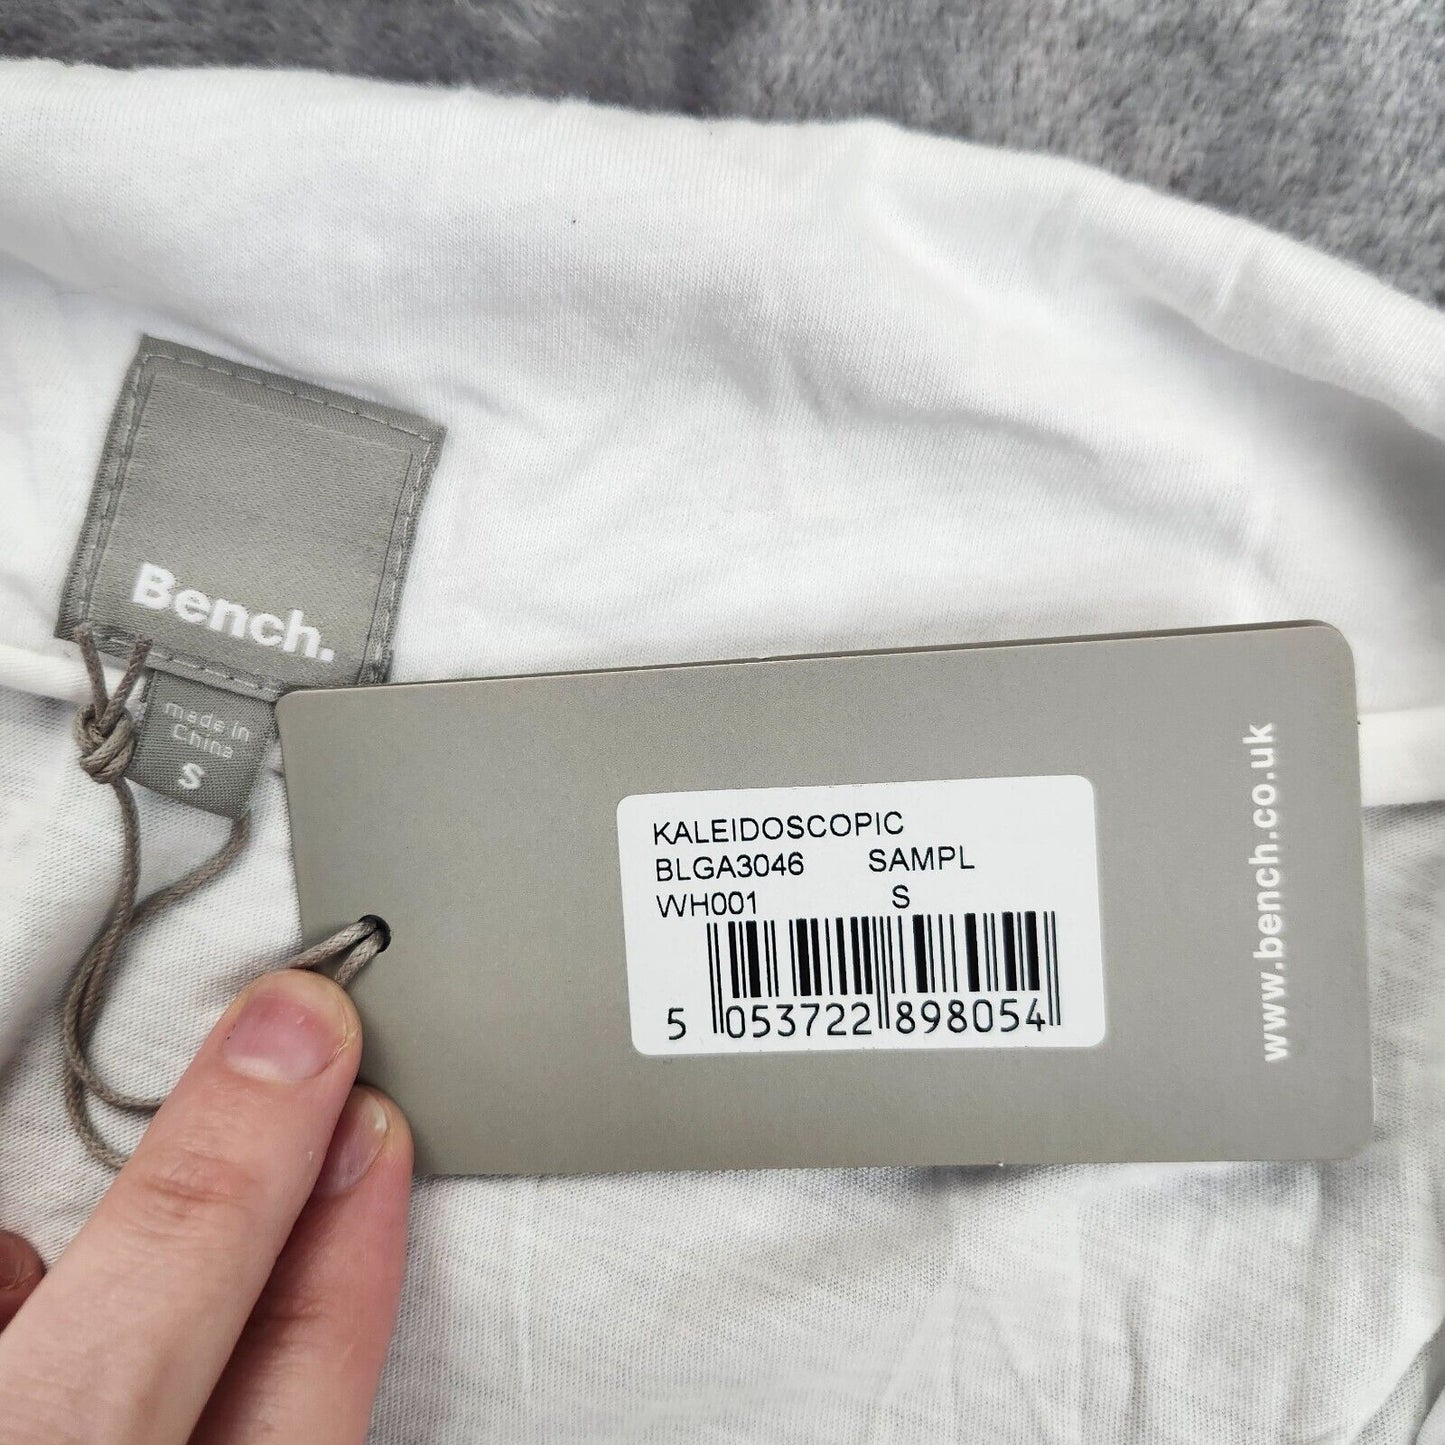 Bench.
made in
China
S
KALEIDOSCOPIC
BLGA3046 SAMPL
WH001 S
5 053722 898054
www.bench.co.uk